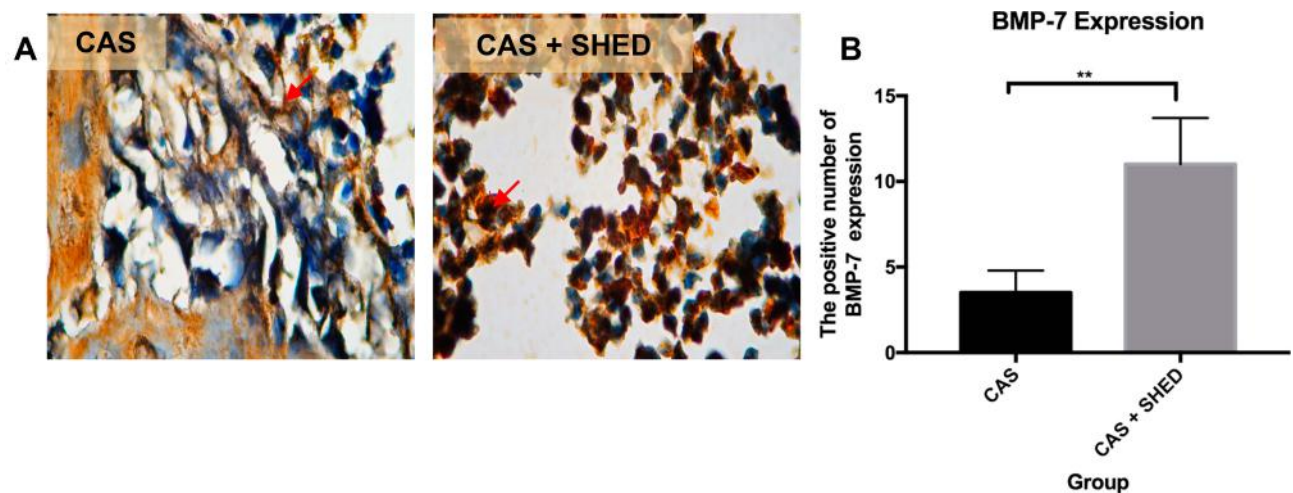 A
CAS
CAS + SHED
B
BMP-7 Expression
**
The positive number of
BMP-7 expression
15
10
5
0
CAS
CAS + SHED
Group